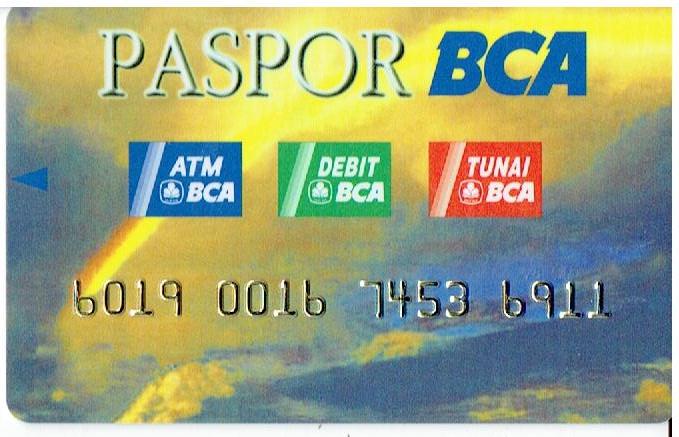 PASPOR BCA
ATM BCA
DEBIT BCA
TUNAI BCA
6019 0016 7453 6911